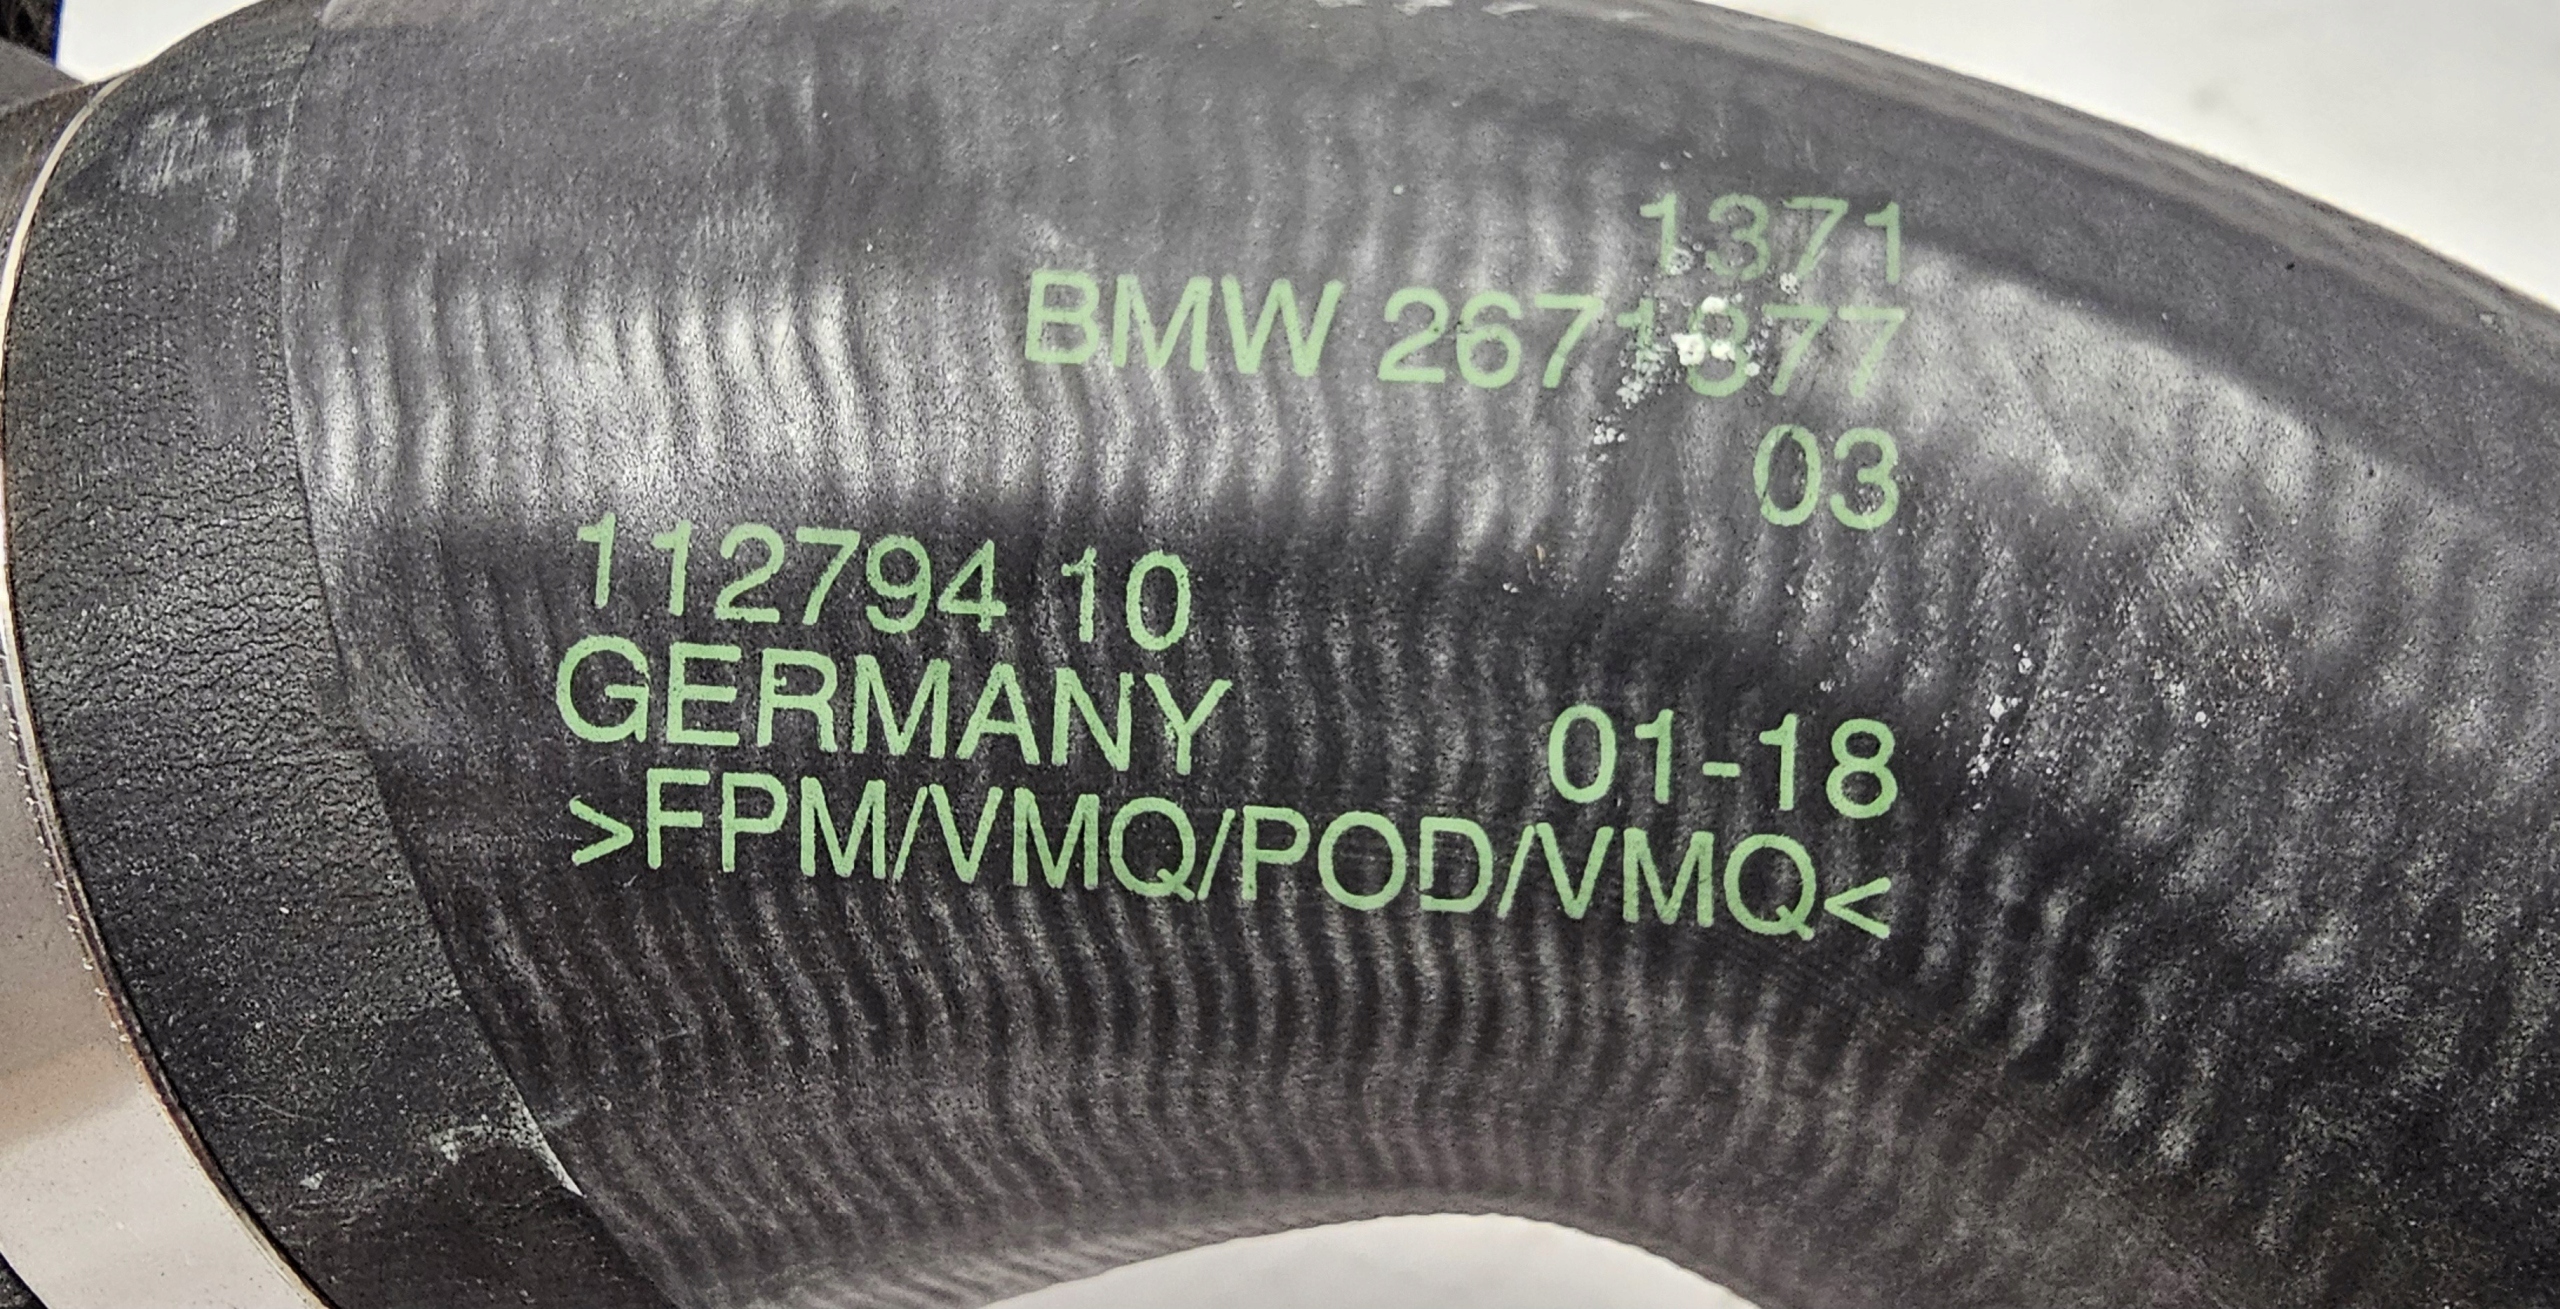 1371
BMW 2671877
03
112794 10
GERMANY 01-18
>FPM/VMQ/POD/VMQ<